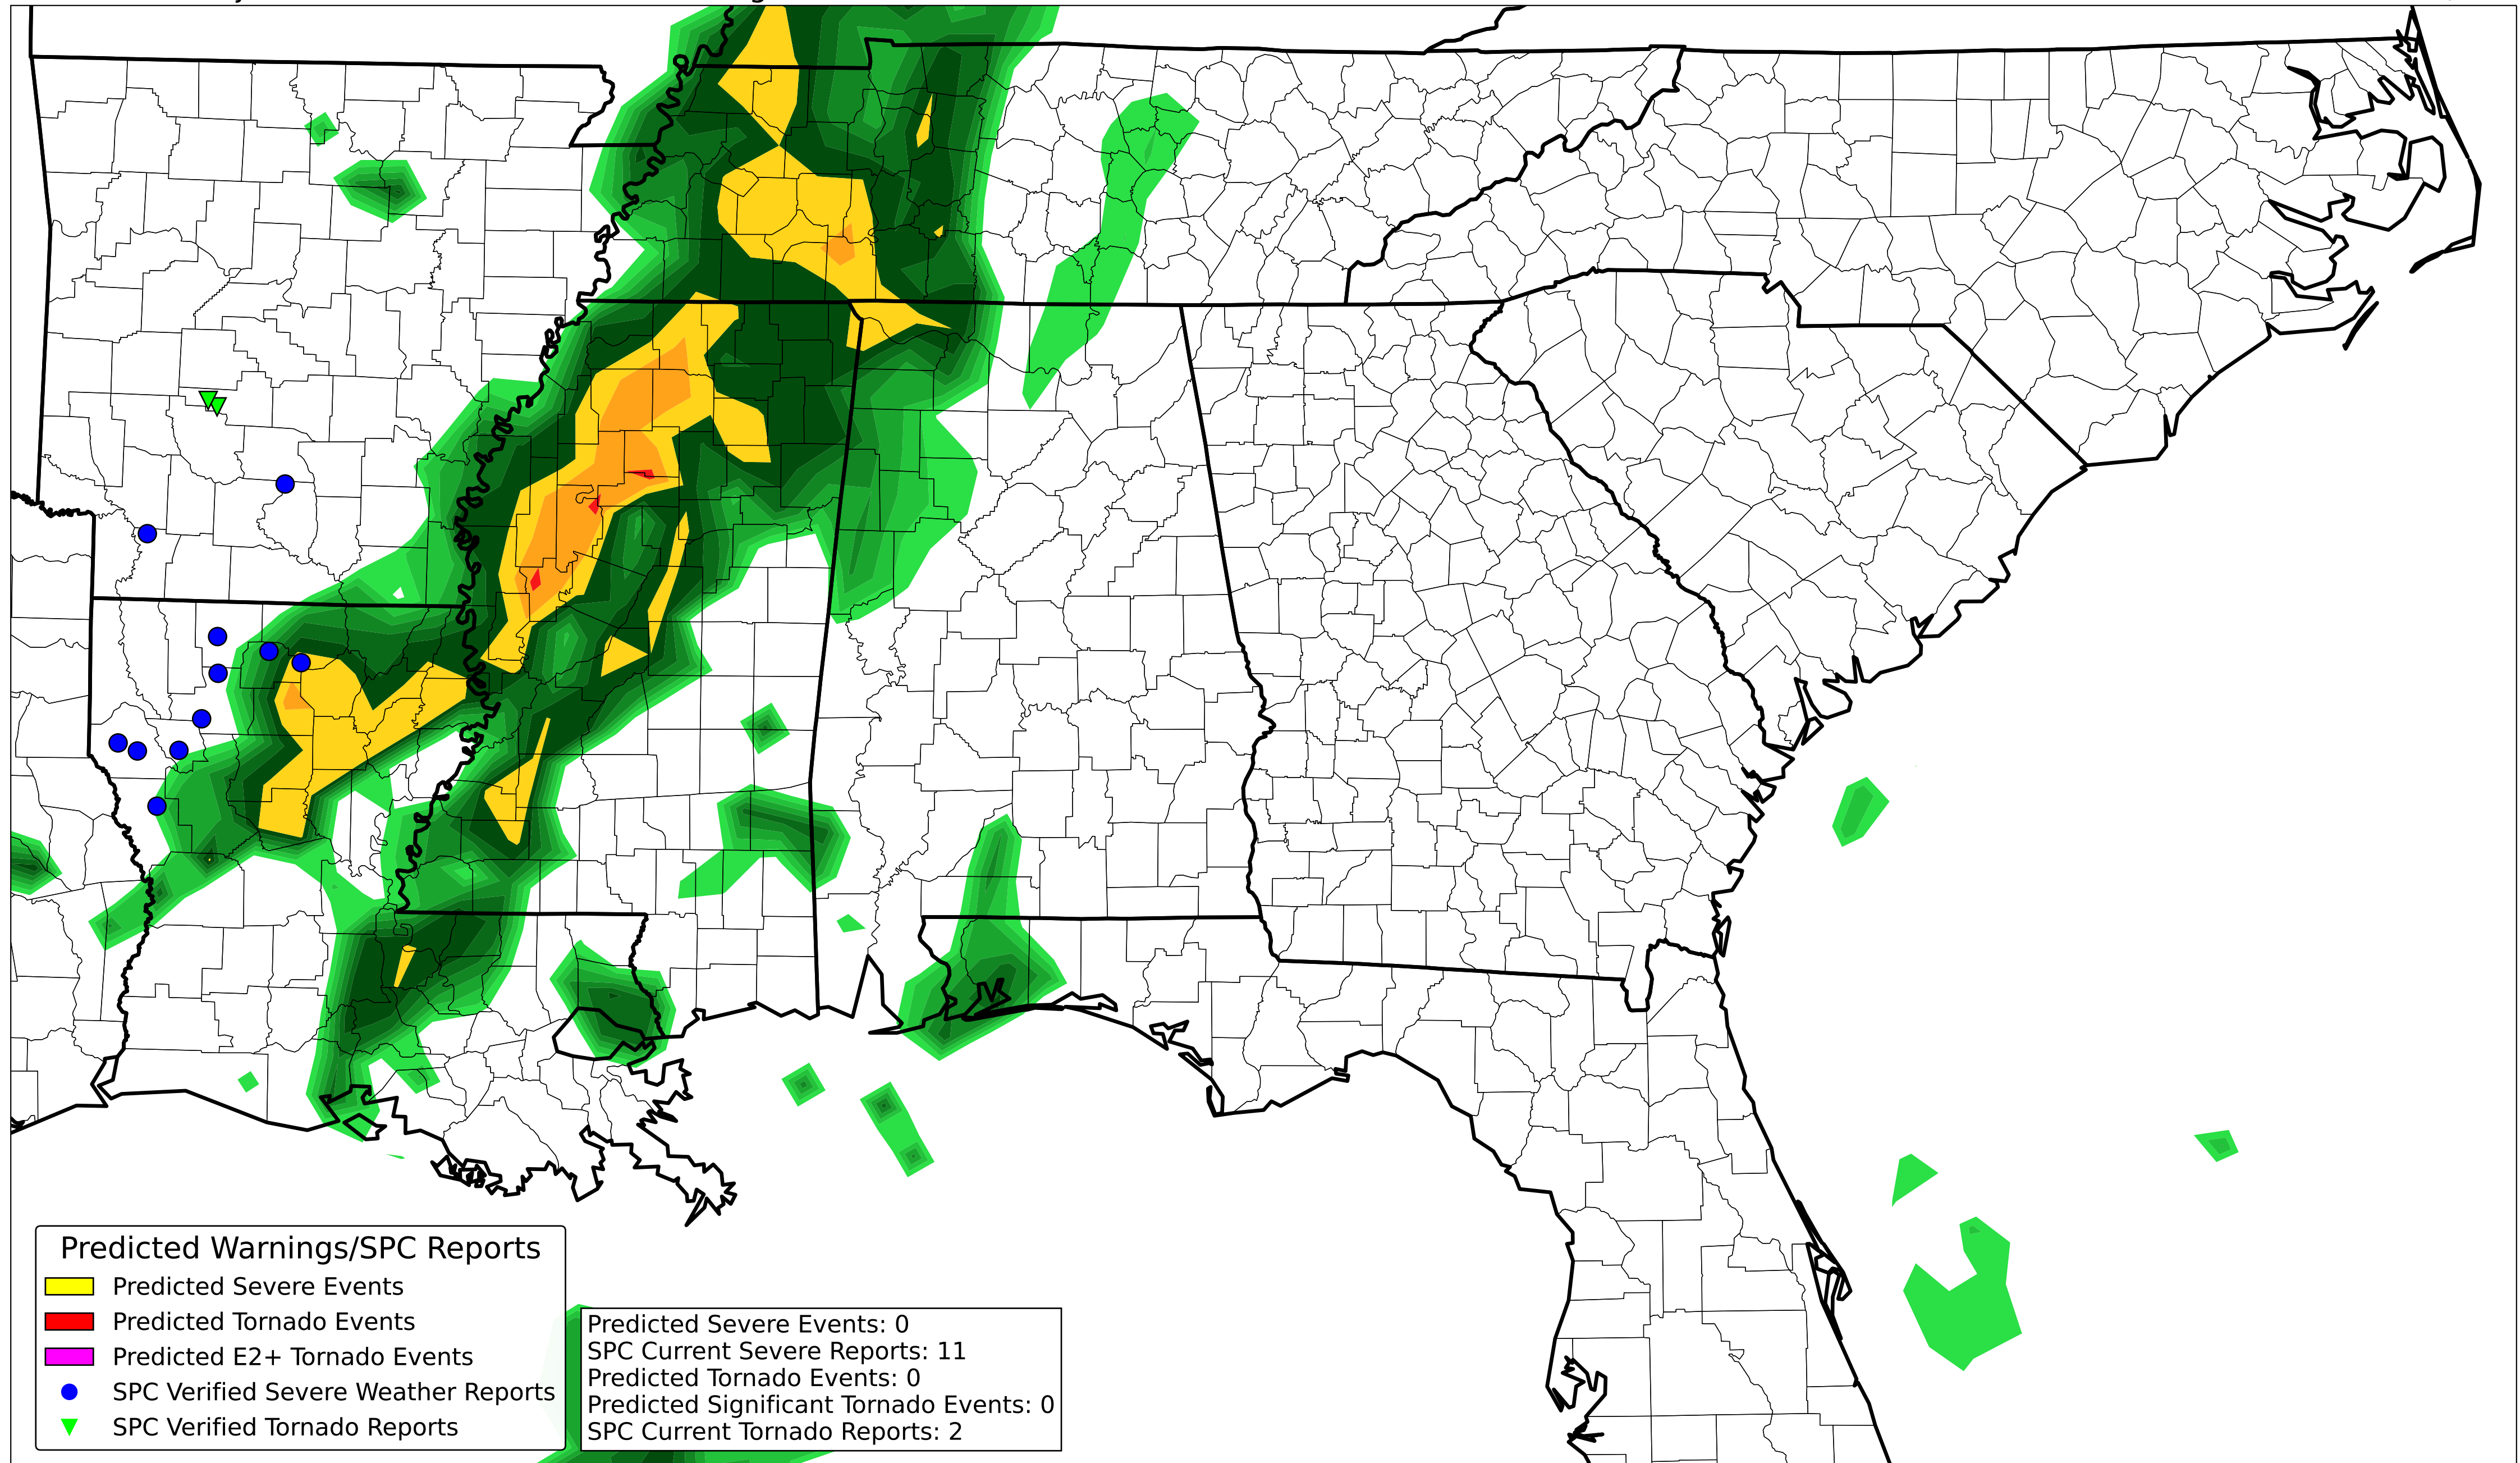 Predicted Warnings/SPC Reports
Predicted Severe Events
Predicted Tornado Events
Predicted E2+ Tornado Events
SPC Verified Severe Weather Reports
SPC Verified Tornado Reports
Predicted Severe Events: 0
SPC Current Severe Reports: 11
Predicted Tornado Events: 0
Predicted Significant Tornado Events: 0
SPC Current Tornado Reports: 2